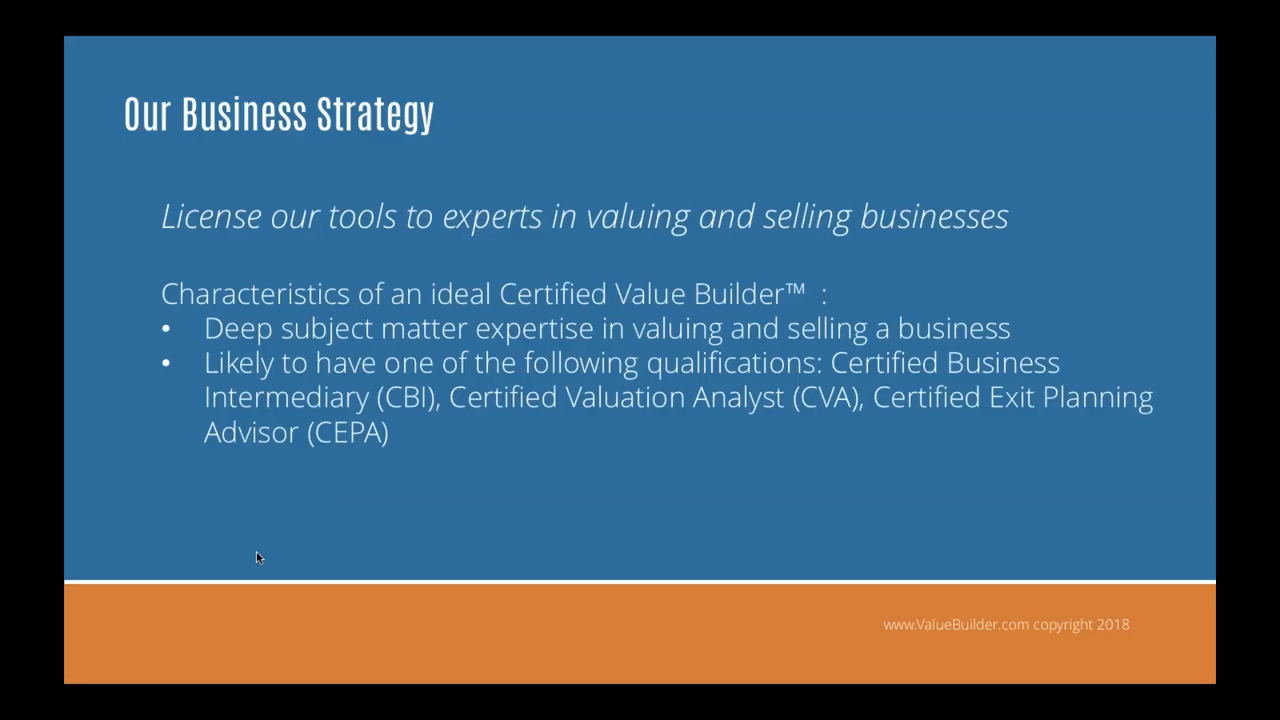 Our Business Strategy
License our tools to experts in valuing and selling businesses
Characteristics of an ideal Certified Value Builder™ :
• Deep subject matter expertise in valuing and selling a business
• Likely to have one of the following qualifications: Certified Business
Intermediary (CBI), Certified Valuation Analyst (CVA), Certified Exit Planning
Advisor (CEPA)
www.ValueBuilder.com copyright 2018